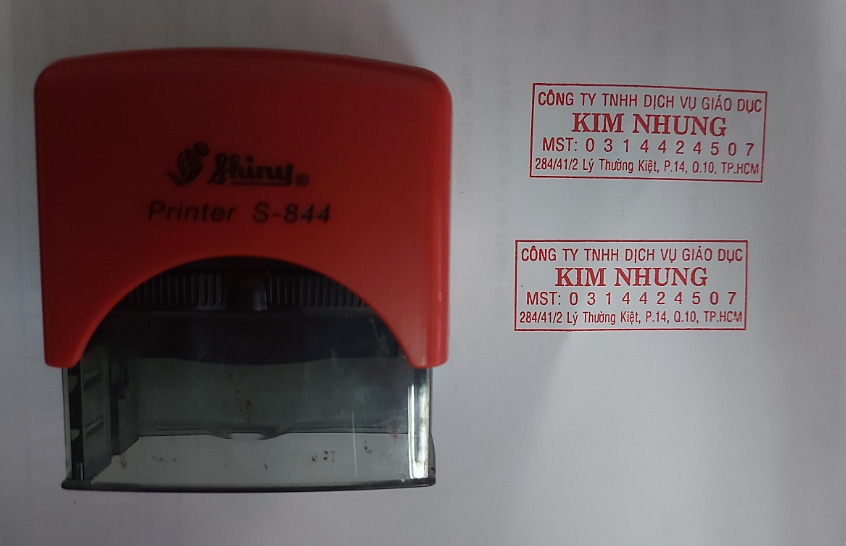 Shiny®
Printer S-844
CÔNG TY TNHH DỊCH VỤ GIÁO DỤC
KIM NHUNG
MST: 0 3 1 4 4 2 4 5 0 7
284/41/2 Lý Thường Kiệt, P.14, Q.10, TP.HCM
CÔNG TY TNHH DỊCH VỤ GIÁO DỤC
KIM NHUNG
MST: 0 3 1 4 4 2 4 5 0 7
284/41/2 Lý Thường Kiệt, P.14, Q.10, TP.HCM